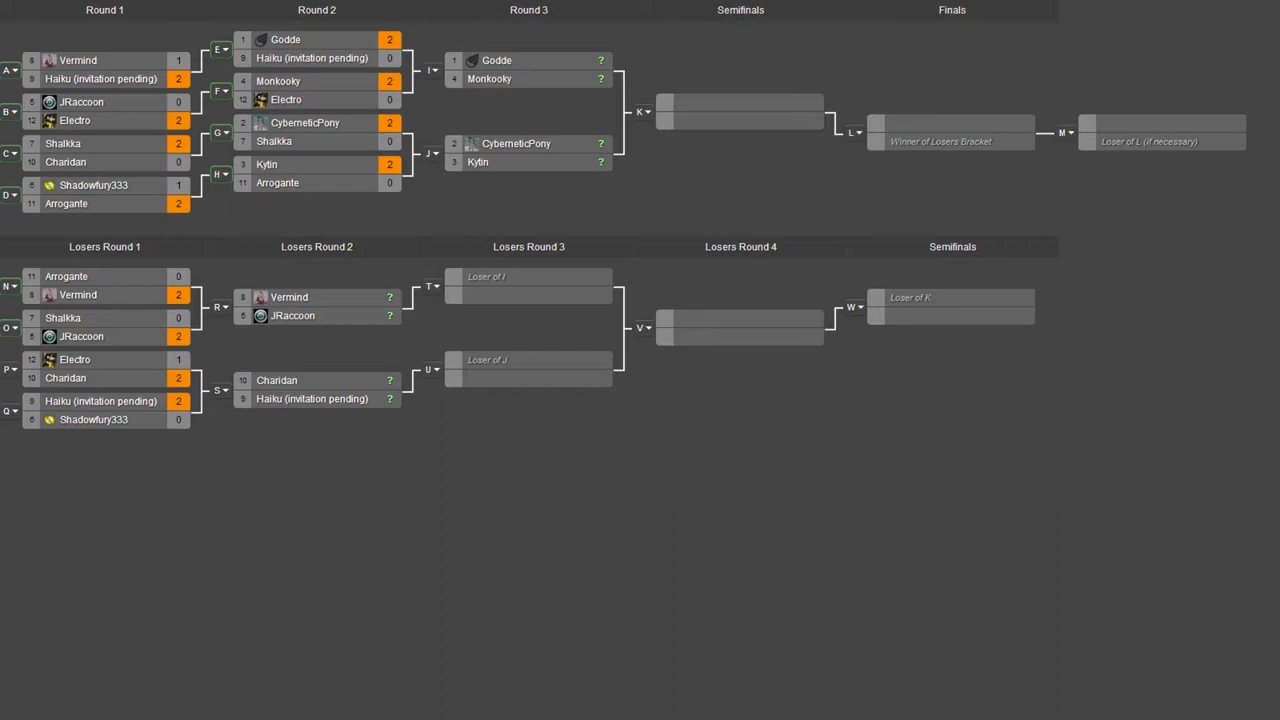 Round 1
Round 2
Round 3
Semifinals
Finals
A
8 Vermind 1
9 Haiku (invitation pending) 2
B
5 JRaccoon 0
12 Electro 2
C
7 Shalkka 2
10 Charidan 0
D
6 Shadowfury333 1
11 Arrogante 2
E
1 Godde 2
9 Haiku (invitation pending) 0
F
4 Monkooky 2
12 Electro 0
G
2 CyberneticPony 2
7 Shalkka 0
H
3 Kytin 2
11 Arrogante 0
I
1 Godde ?
4 Monkooky ?
J
2 CyberneticPony ?
3 Kytin ?
K
L
Winner of Losers Bracket
M
Loser of L (if necessary)
Losers Round 1
Losers Round 2
Losers Round 3
Losers Round 4
Semifinals
N
11 Arrogante 0
8 Vermind 2
O
7 Shalkka 0
5 JRaccoon 2
P
12 Electro 1
10 Charidan 2
Q
9 Haiku (invitation pending) 2
6 Shadowfury333 0
R
8 Vermind ?
5 JRaccoon ?
S
10 Charidan ?
9 Haiku (invitation pending) ?
T
Loser of I
U
Loser of J
V
W
Loser of K